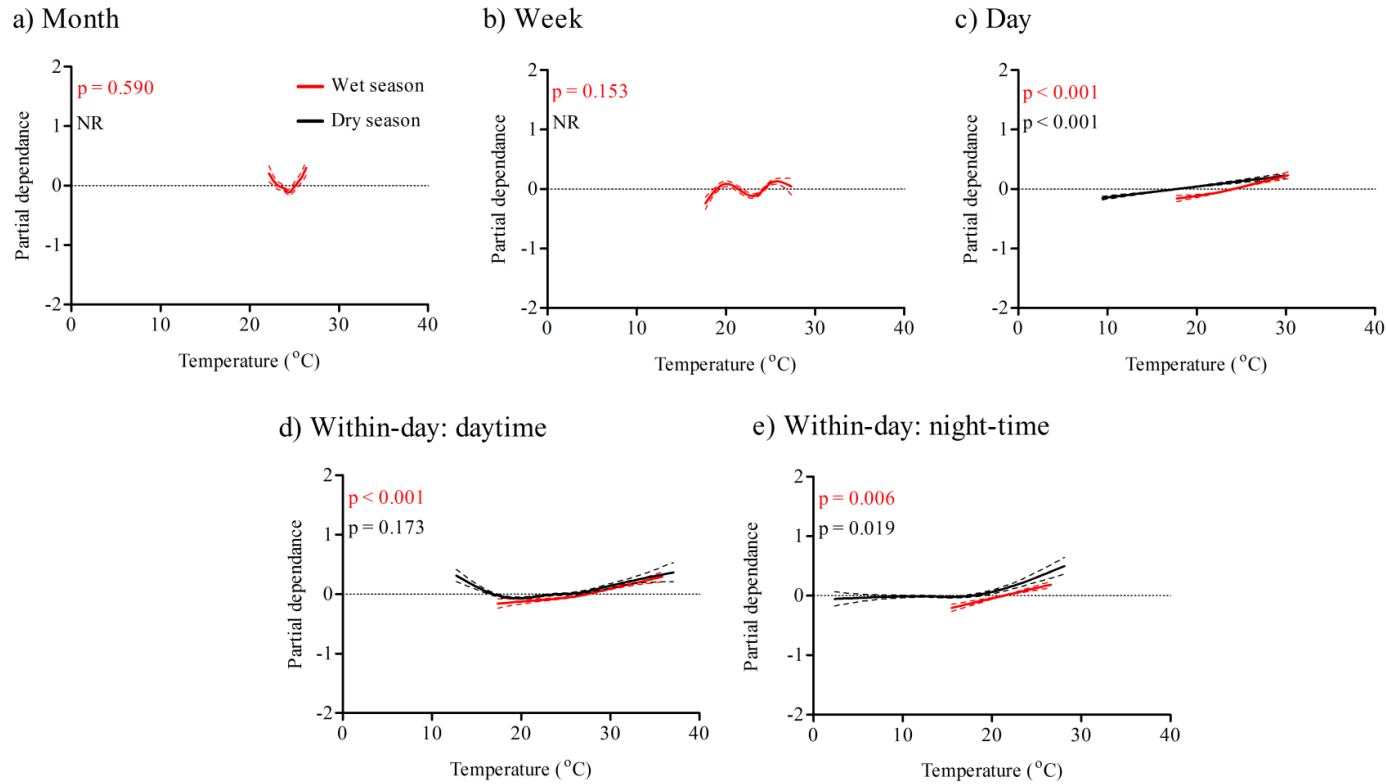 a) Month
2
1
0
-1
-2
Partial dependance
p = 0.590
NR
Wet season
Dry season
0 10 20 30 40
Temperature (°C)
b) Week
2
1
0
-1
-2
Partial dependance
p = 0.153
NR
0 10 20 30 40
Temperature (°C)
c) Day
2
1
0
-1
-2
Partial dependance
p < 0.001
p < 0.001
0 10 20 30 40
Temperature (°C)
d) Within-day: daytime
2
1
0
-1
-2
Partial dependance
p < 0.001
p = 0.173
0 10 20 30 40
Temperature (°C)
e) Within-day: night-time
2
1
0
-1
-2
Partial dependance
p = 0.006
p = 0.019
0 10 20 30 40
Temperature (°C)